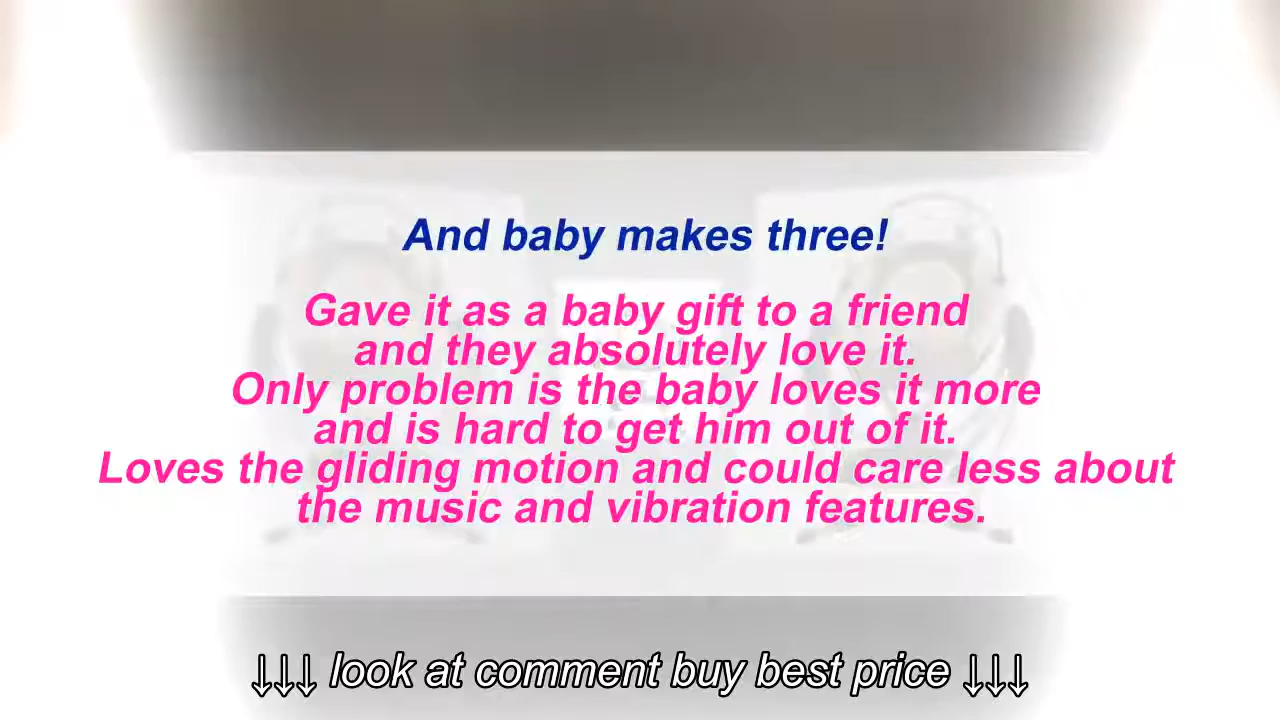 And baby makes three!
Gave it as a baby gift to a friend
and they absolutely love it.
Only problem is the baby loves it more
and is hard to get him out of it.
Loves the gliding motion and could care less about
the music and vibration features.
↓↓↓ look at comment buy best price ↓↓↓